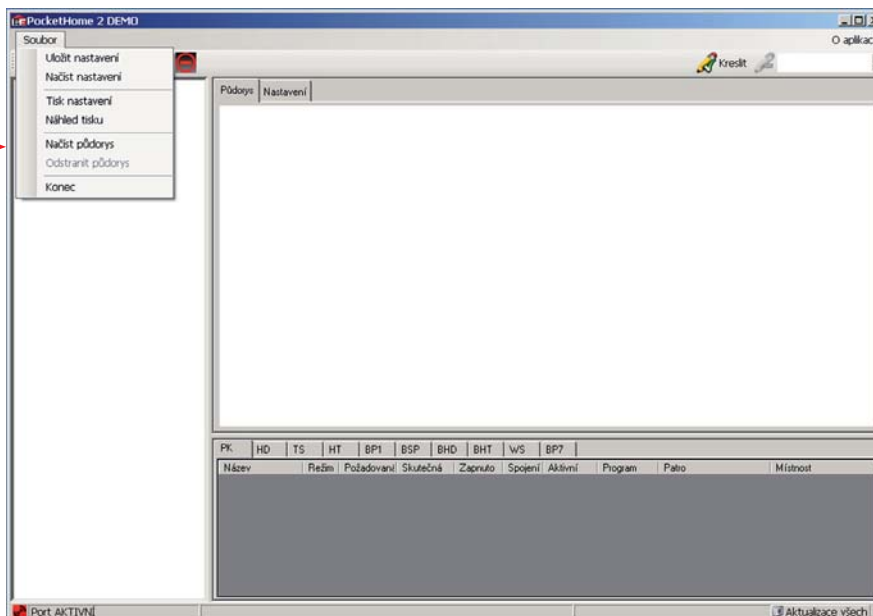 PocketHome 2 DEMO
Soubor
O aplikac
Uložit nastavení
Načíst nastavení
Tisk nastavení
Náhled tisku
Načíst půdorys
Odstranit půdorys
Konec
Kreslit
Půdorys Nastavení
PK HD TS HT BP1 BSP BHD BHT WS BP7
Název Režim Požadovaná Skutečná Zapnuto Spojení Aktivní Program Patro Místnost
Port AKTIVNÍ
Aktualizace všech